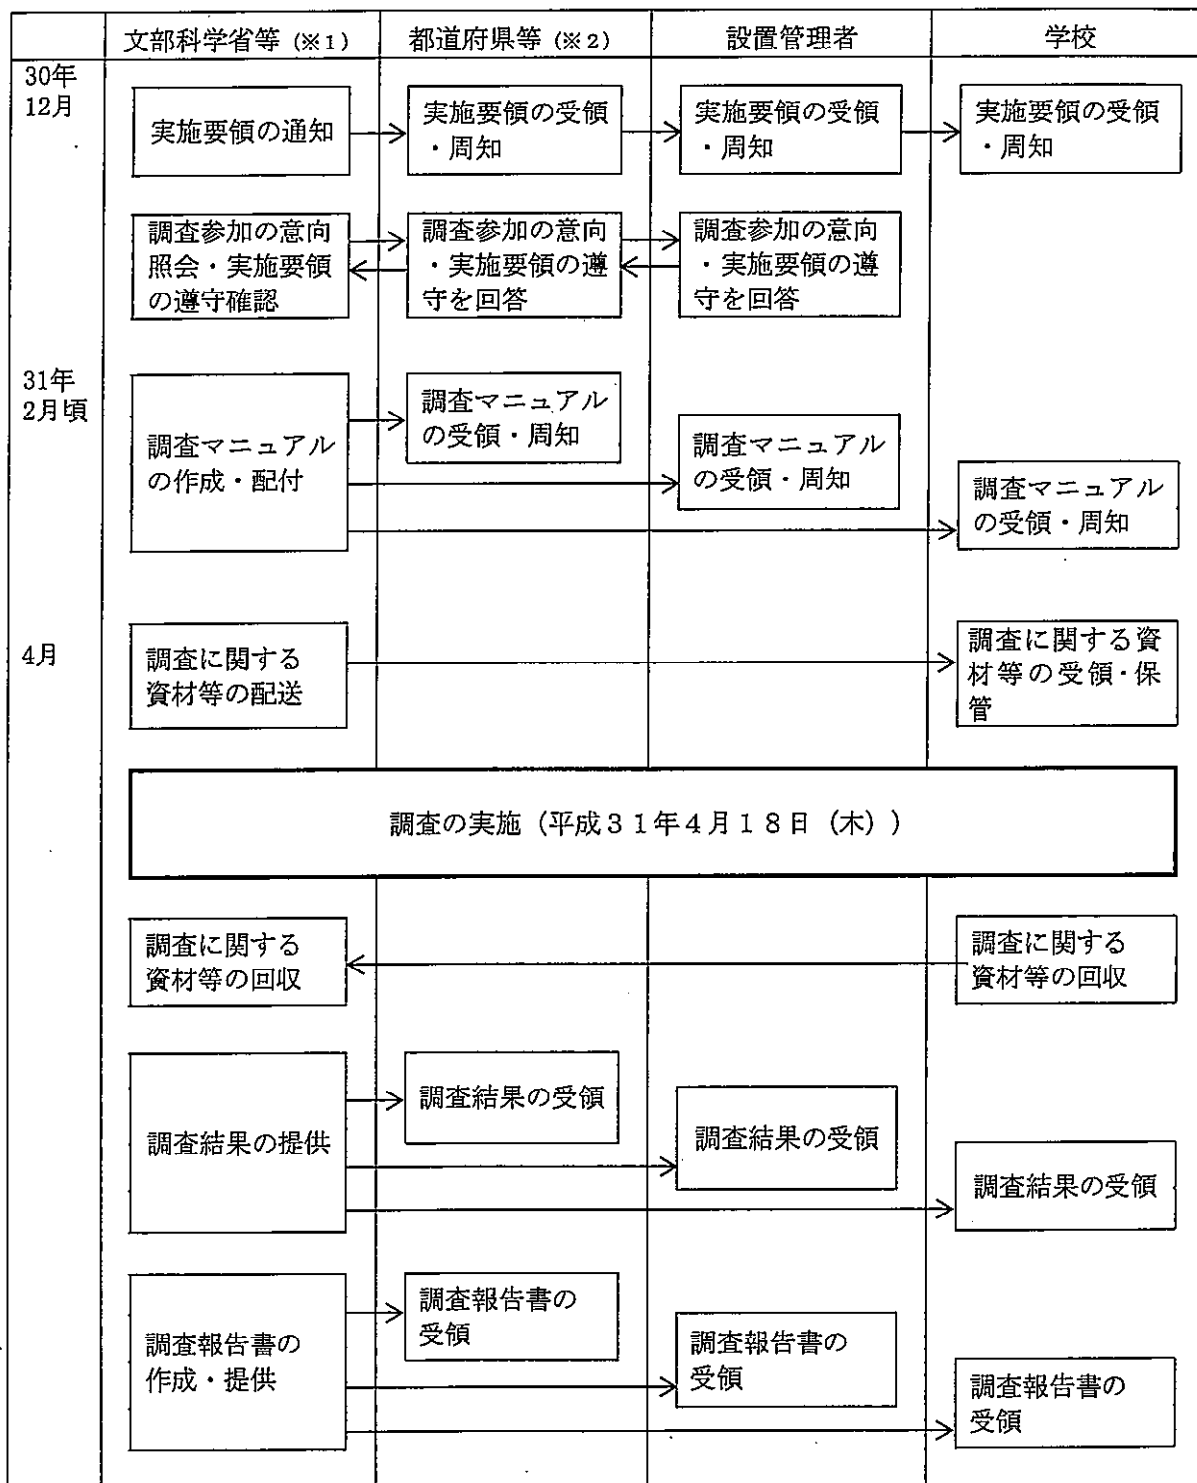 文部科学省等（※1）
都道府県等（※2）
設置管理者
学校
30年
12月
実施要領の通知
実施要領の受領
・周知
実施要領の受領
・周知
実施要領の受領
・周知
調査参加の意向
照会・実施要領
の遵守確認
調査参加の意向
・実施要領の遵
守を回答
調査参加の意向
・実施要領の遵
守を回答
31年
2月頃
調査マニュアル
の作成・配付
調査マニュアル
の受領・周知
調査マニュアル
の受領・周知
調査マニュアル
の受領・周知
4月
調査に関する
資材等の配送
調査に関する資
材等の受領・保
管
調査の実施（平成３１年４月１８日（木））
調査に関する
資材等の回収
調査に関する
資材等の回収
調査結果の提供
調査結果の受領
調査結果の受領
調査結果の受領
調査報告書の
作成・提供
調査報告書の
受領
調査報告書の
受領
調査報告書の
受領